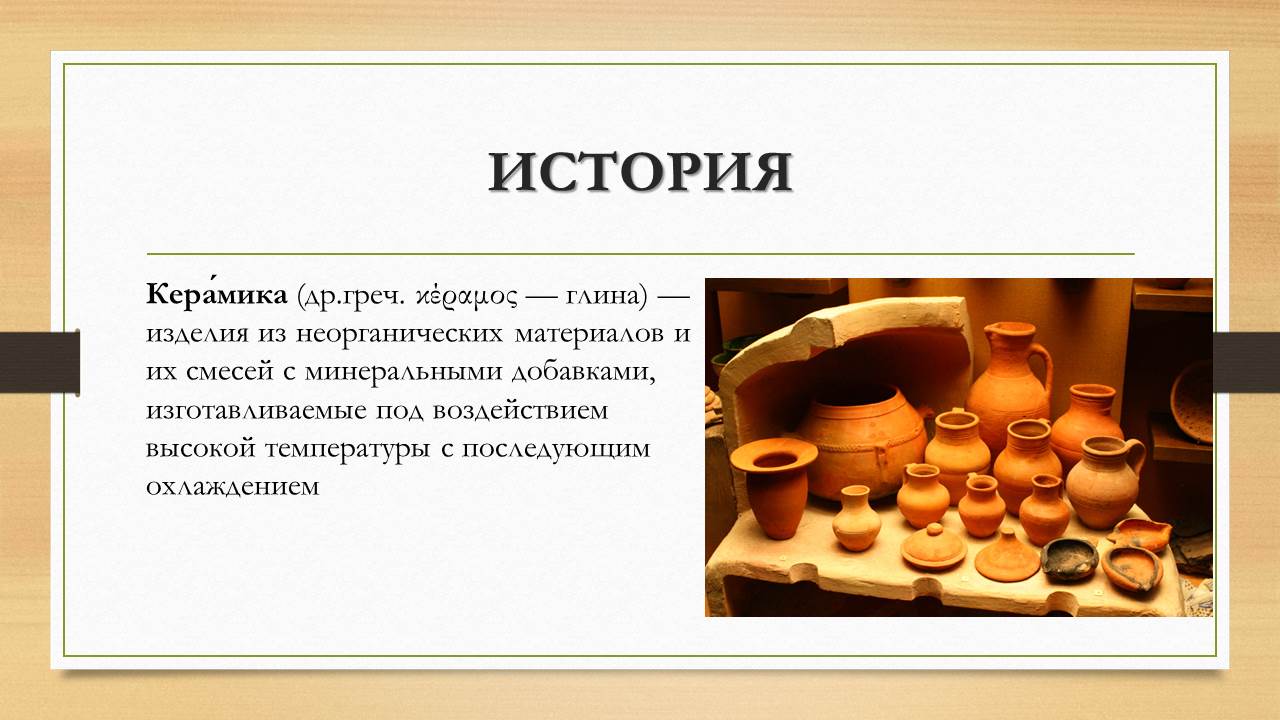 ИСТОРИЯ
Кера́мика (др.греч. κέραμος — глина) —
изделия из неорганических материалов и
их смесей с минеральными добавками,
изготавливаемые под воздействием
высокой температуры с последующим
охлаждением